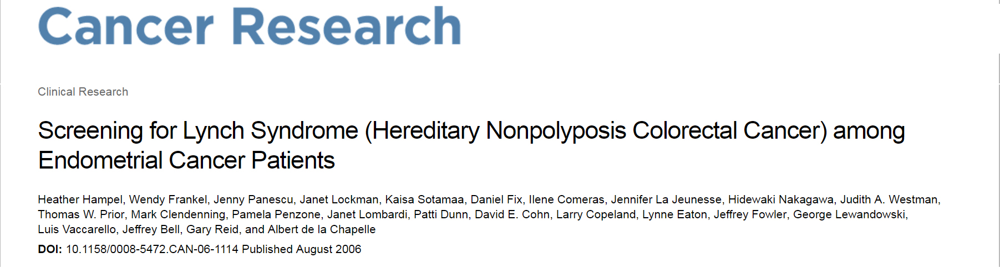 Cancer Research
Clinical Research
Screening for Lynch Syndrome (Hereditary Nonpolyposis Colorectal Cancer) among
Endometrial Cancer Patients
Heather Hampel, Wendy Frankel, Jenny Panescu, Janet Lockman, Kaisa Sotamaa, Daniel Fix, Ilene Comeras, Jennifer La Jeunesse, Hidewaki Nakagawa, Judith A. Westman,
Thomas W. Prior, Mark Clendenning, Pamela Penzone, Janet Lombardi, Patti Dunn, David E. Cohn, Larry Copeland, Lynne Eaton, Jeffrey Fowler, George Lewandowski,
Luis Vaccarello, Jeffrey Bell, Gary Reid, and Albert de la Chapelle
DOI: 10.1158/0008-5472.CAN-06-1114 Published August 2006